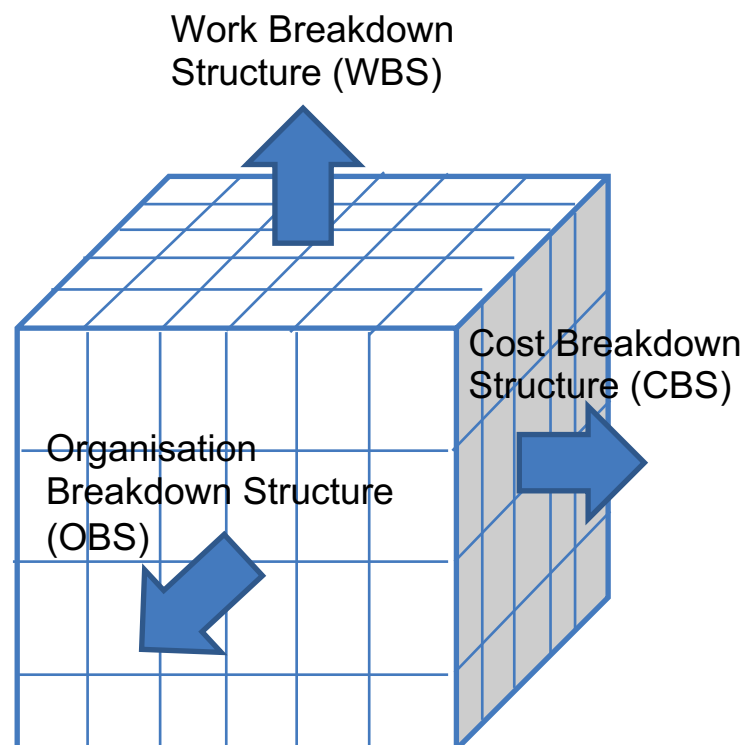 Work Breakdown
Structure (WBS)
Cost Breakdown
Structure (CBS)
Organisation
Breakdown Structure
(OBS)